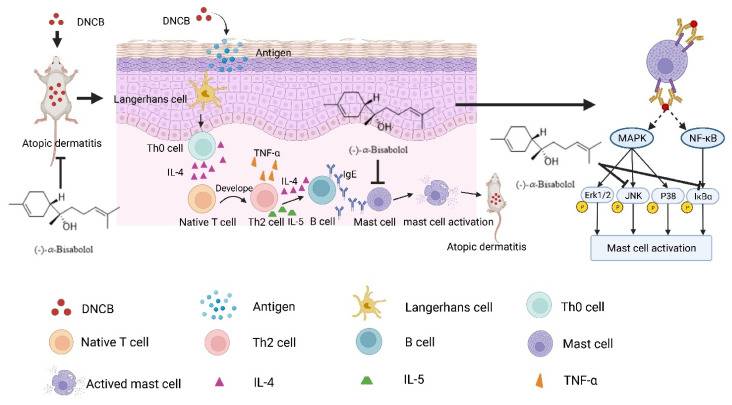 DNCB
DNCB
Antigen
Langerhans cell
Atopic dermatitis
Th0 cell
TNF-α
IL-4
IL-4
IgE
Develope
H
OH
(-)-α-Bisabolol
Native T cell
Th2 cell
IL-5
B cell
Mast cell
mast cell activation
Atopic dermatitis
H
OH
(-)-α-Bisabolol
MAPK
NF-κB
H
OH
(-)-α-Bisabolol
Erk1/2
JNK
P38
IκBα
P
P
P
P
Mast cell activation
DNCB
Antigen
Langerhans cell
Th0 cell
Native T cell
Th2 cell
B cell
Mast cell
Actived mast cell
IL-4
IL-5
TNF-α